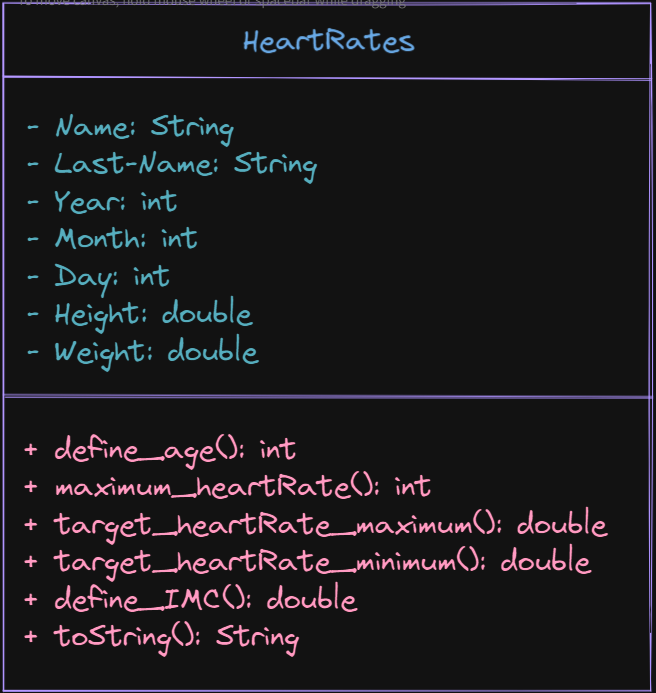 To move canvas, hold mouse wheel or spacebar while dragging
HeartRates
- Name: String
- Last-Name: String
- Year: int
- Month: int
- Day: int
- Height: double
- Weight: double
+ define_age(): int
+ maximum_heartRate(): int
+ target_heartRate_maximum(): double
+ target_heartRate_minimum(): double
+ define_IMC(): double
+ toString(): String